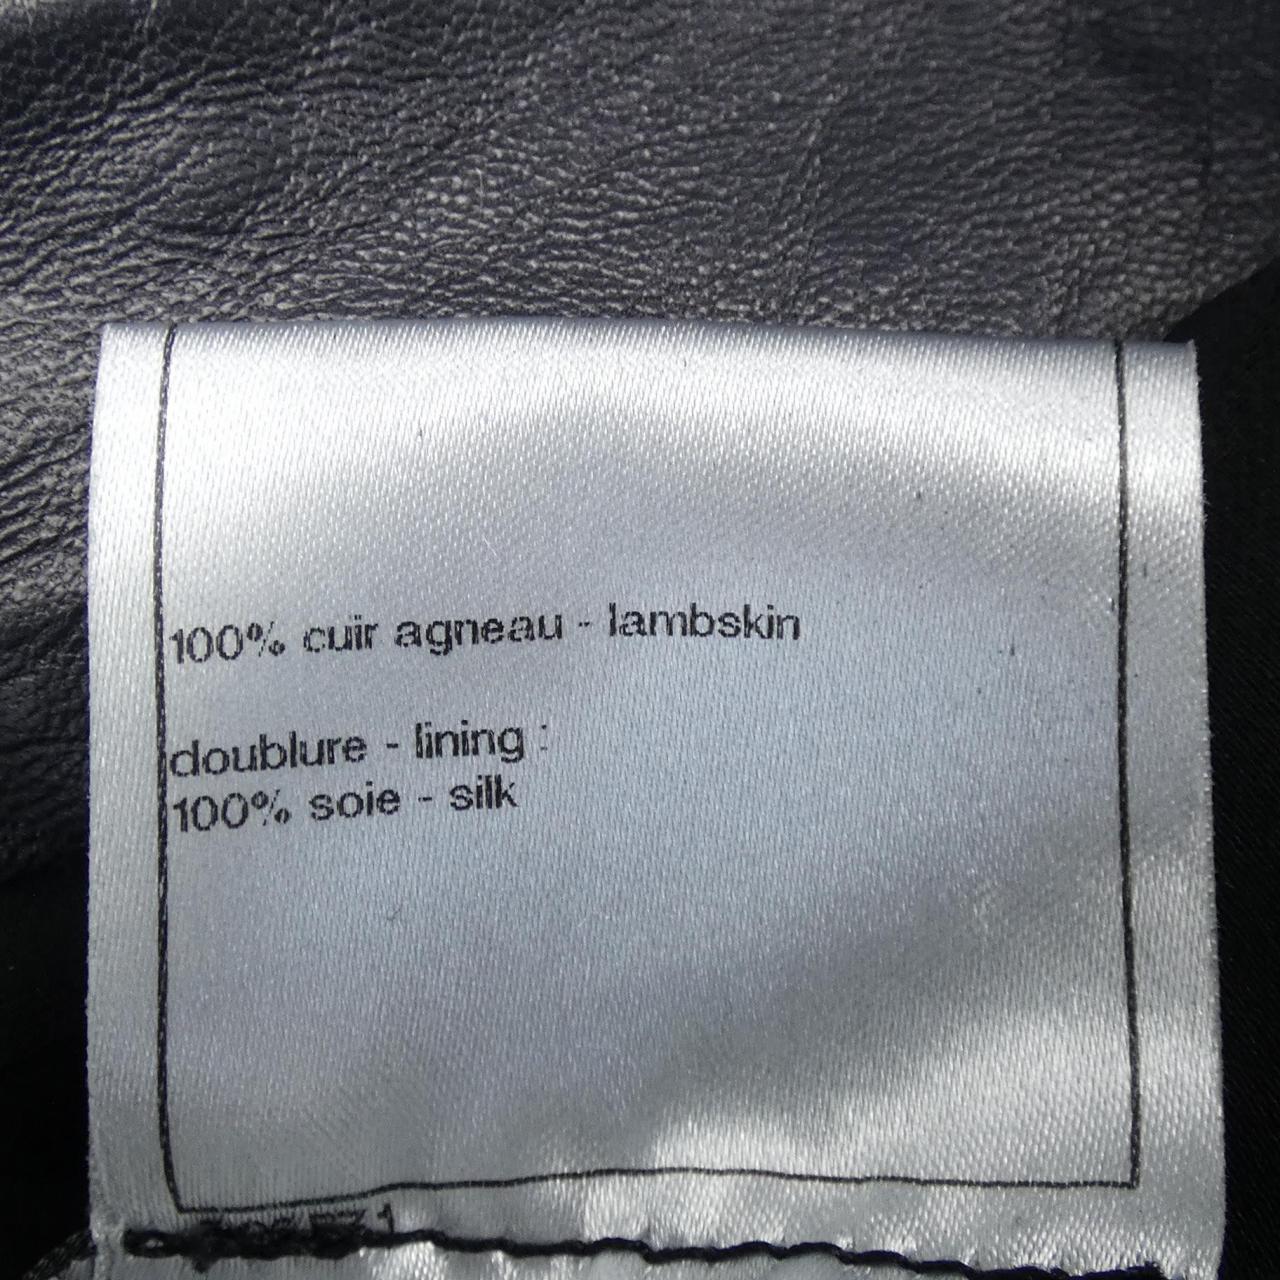 100% cuir agneau - lambskin
doublure - lining :
100% soie - silk